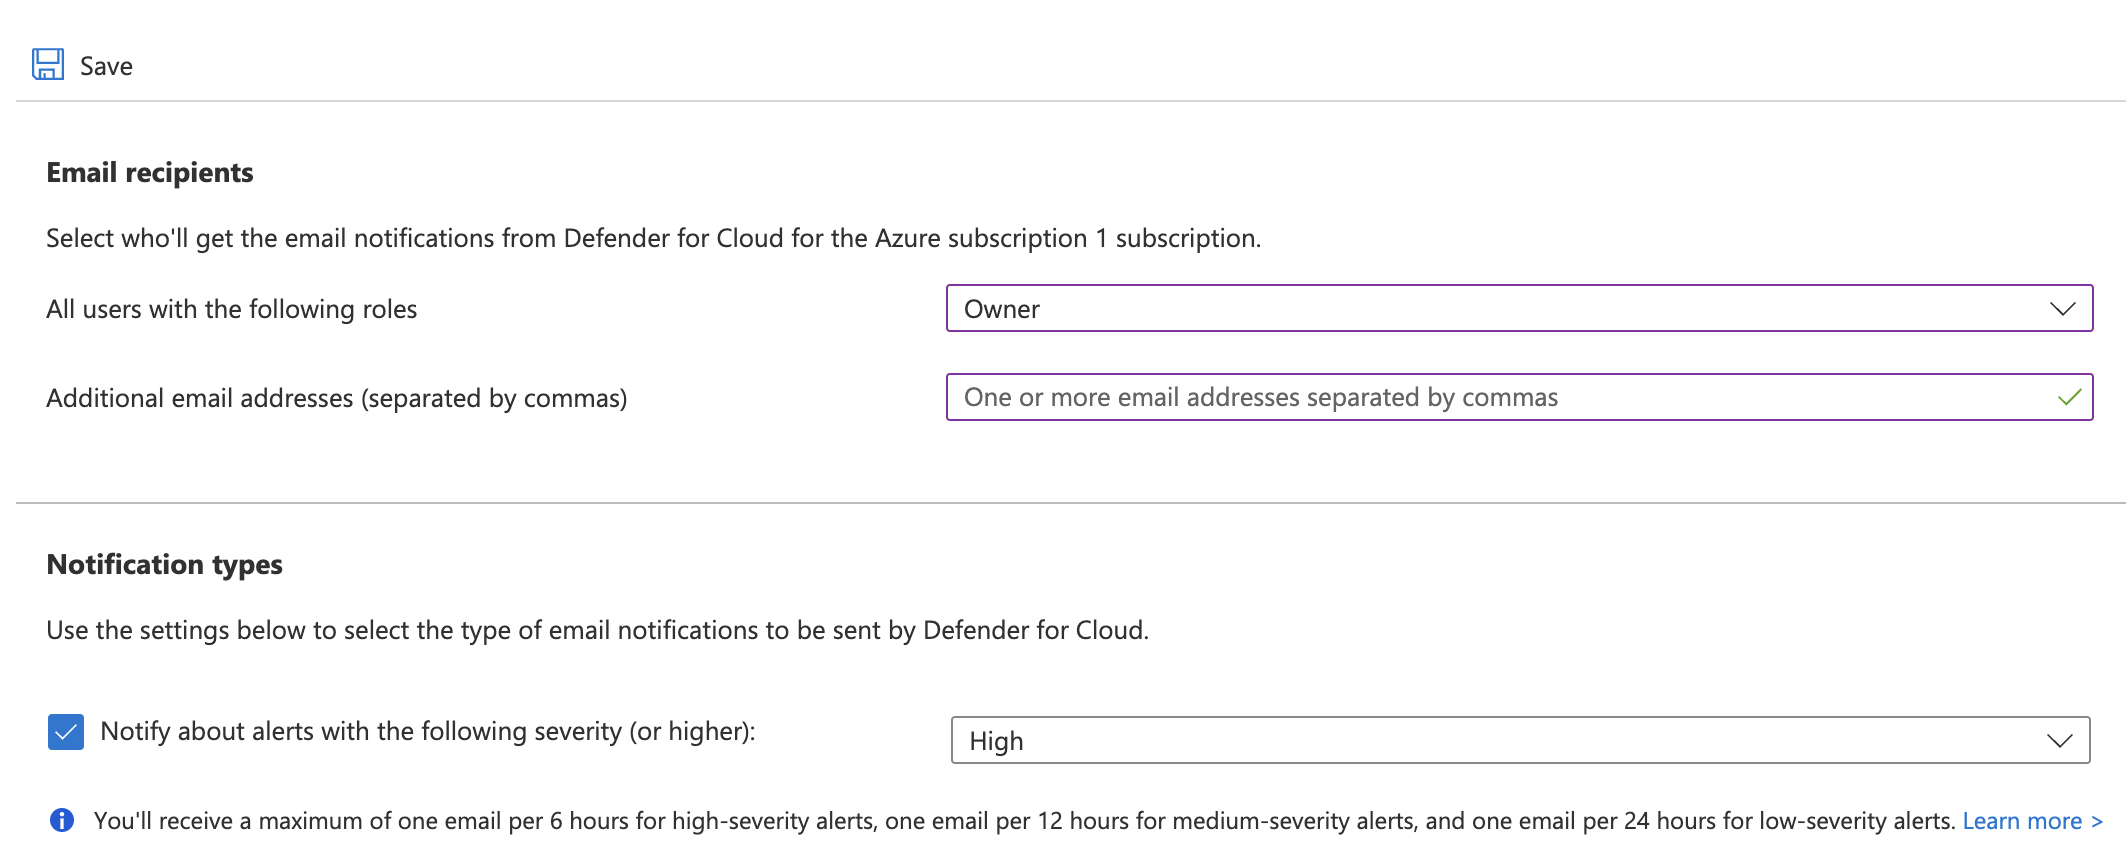 Save
Email recipients
Select who'll get the email notifications from Defender for Cloud for the Azure subscription 1 subscription.
All users with the following roles
Owner
Additional email addresses (separated by commas)
One or more email addresses separated by commas
Notification types
Use the settings below to select the type of email notifications to be sent by Defender for Cloud.
Notify about alerts with the following severity (or higher):
High
You'll receive a maximum of one email per 6 hours for high-severity alerts, one email per 12 hours for medium-severity alerts, and one email per 24 hours for low-severity alerts. Learn more >